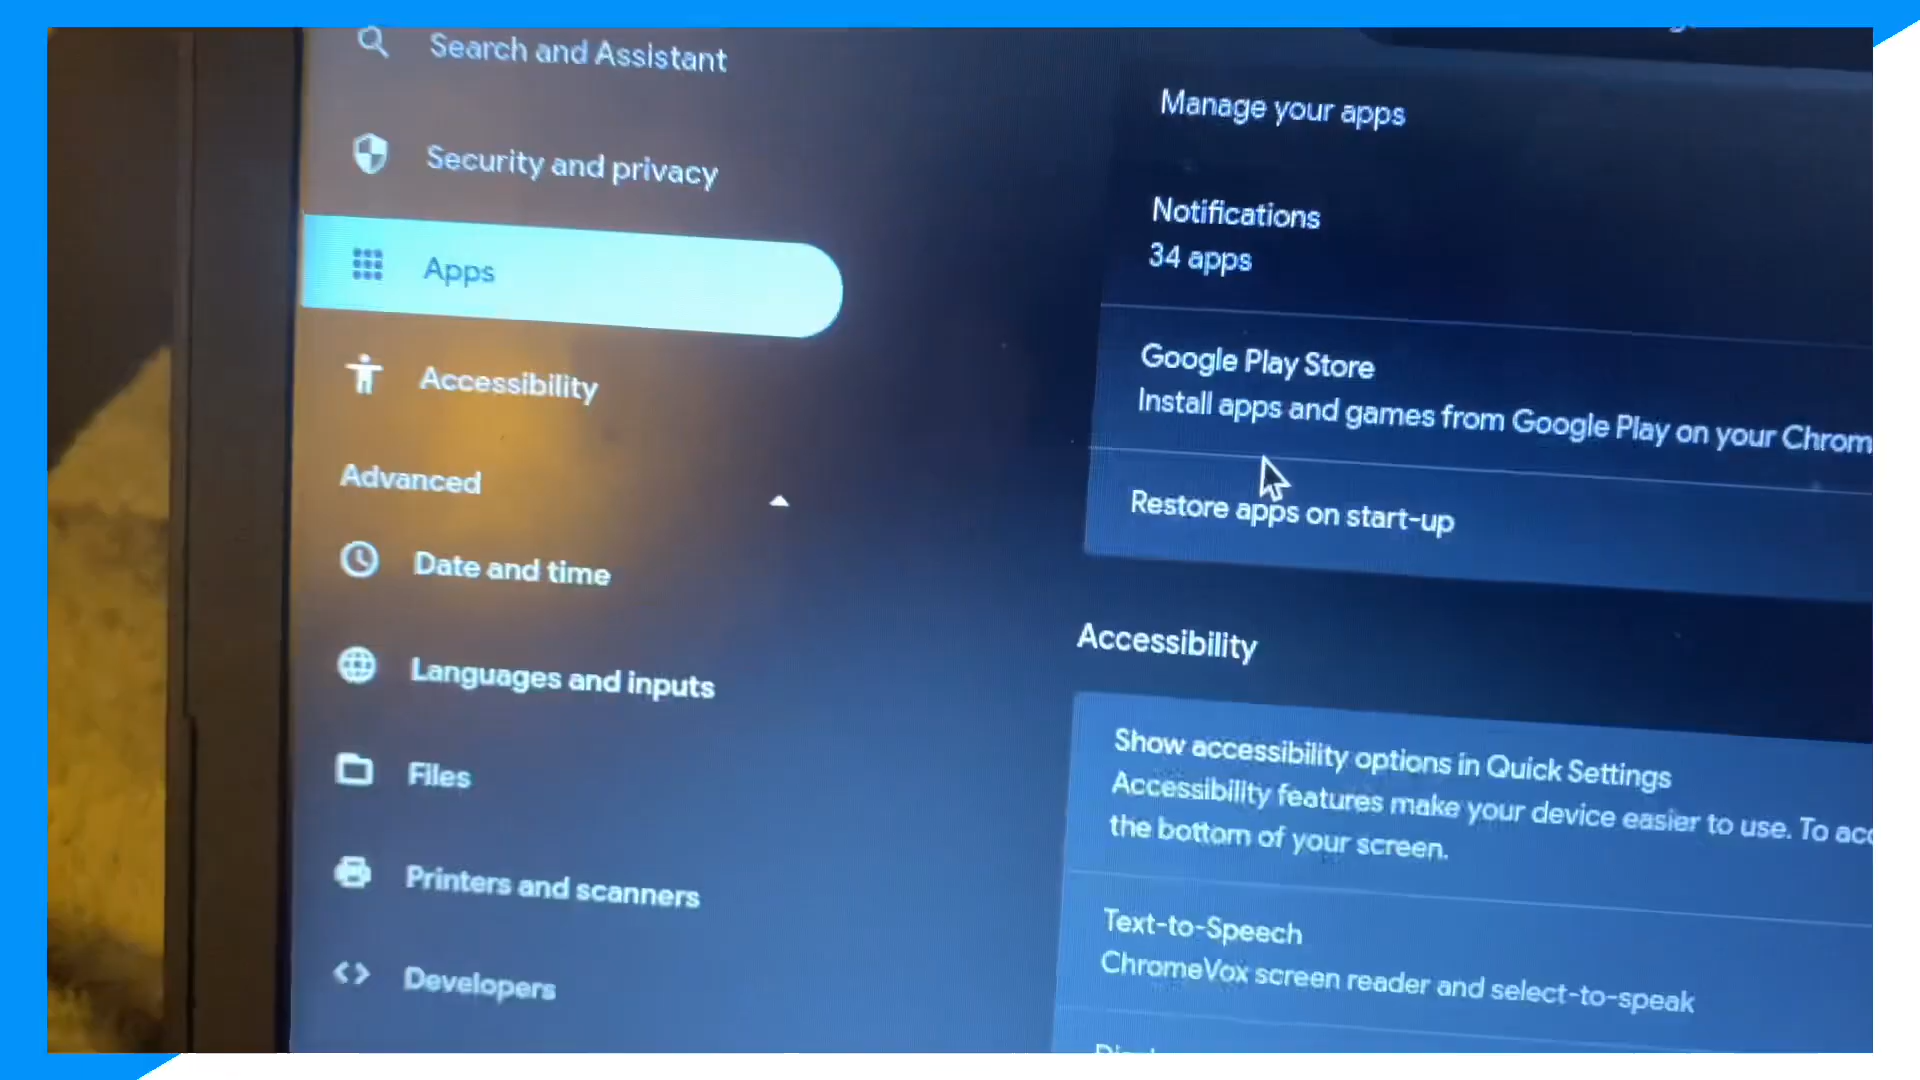 Search and Assistant
Security and privacy
Apps
Accessibility
Advanced
Date and time
Languages and inputs
Files
Printers and scanners
Developers
Manage your apps
Notifications
34 apps
Google Play Store
Install apps and games from Google Play on your Chrom
Restore apps on start-up
Accessibility
Show accessibility options in Quick Settings
Accessibility features make your device easier to use. To acc
the bottom of your screen.
Text-to-Speech
ChromeVox screen reader and select-to-speak